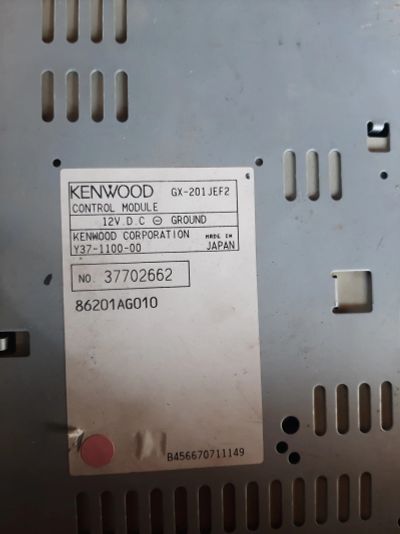 KENWOOD GX-201JEF2
CONTROL MODULE
12V D.C ⊖ GROUND
KENWOOD CORPORATION MADE IN
Y37-1100-00 JAPAN
NO. 37702662
86201AG010
B456670711149